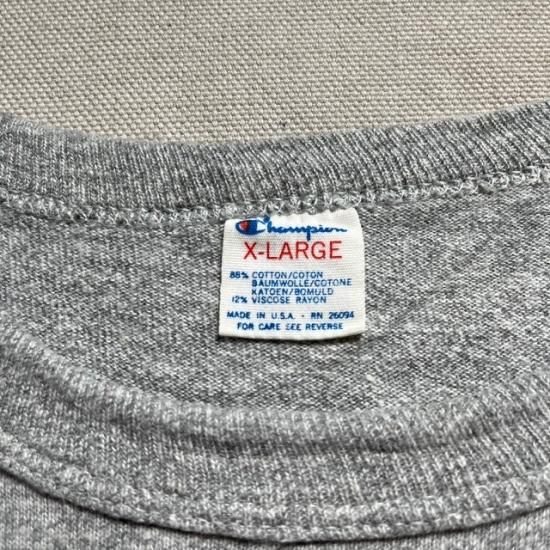 Champion
X-LARGE
88% COTTON/COTON
BAUMWOLLE/COTONE
KATOEN/BOMULD
12% VISCOSE RAYON
MADE IN U.S.A. • RN 26094
FOR CARE SEE REVERSE